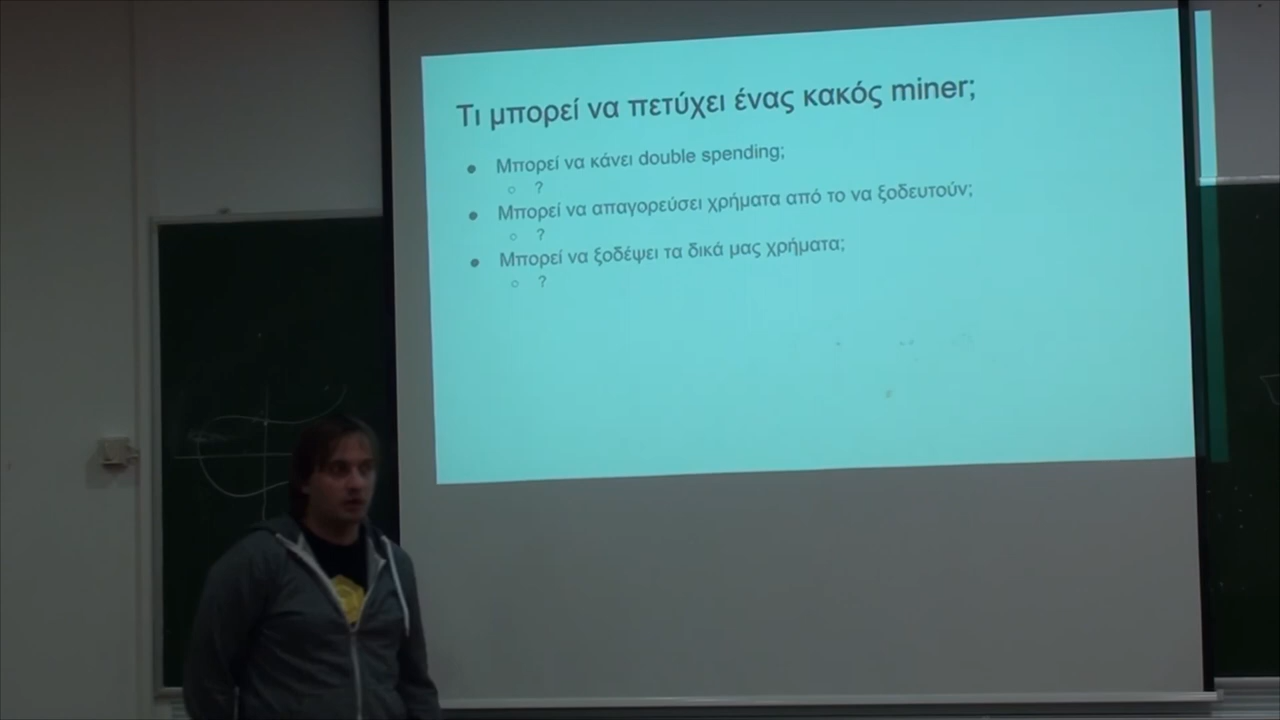 Τι μπορεί να πετύχει ένας κακός miner;
● Μπορεί να κάνει double spending;
○ ?
● Μπορεί να απαγορεύσει χρήματα από το να ξοδευτούν;
○ ?
● Μπορεί να ξοδέψει τα δικά μας χρήματα;
○ ?